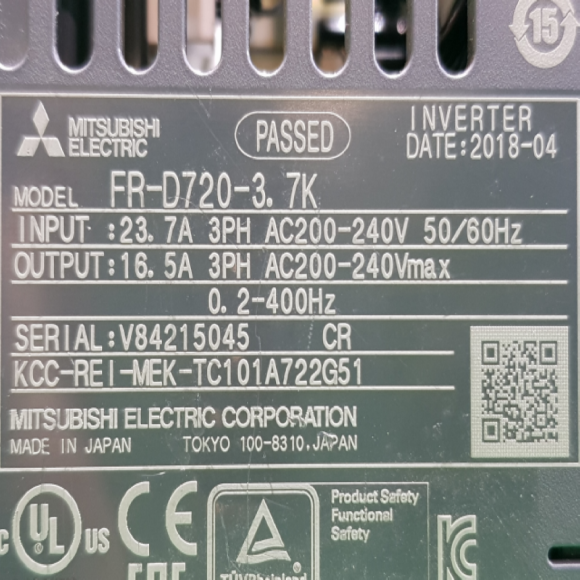 15
MITSUBISHI
ELECTRIC
PASSED
INVERTER
DATE:2018-04
MODEL FR-D720-3.7K
INPUT :23.7A 3PH AC200-240V 50/60Hz
OUTPUT:16.5A 3PH AC200-240Vmax
0.2-400Hz
SERIAL:V84215045 CR
KCC-REI-MEK-TC101A722G51
MITSUBISHI ELECTRIC CORPORATION
MADE IN JAPAN TOKYO 100-8310,JAPAN
C UL US
CE
Product Safety
Functional
Safety
TÜVRheinland
EAC